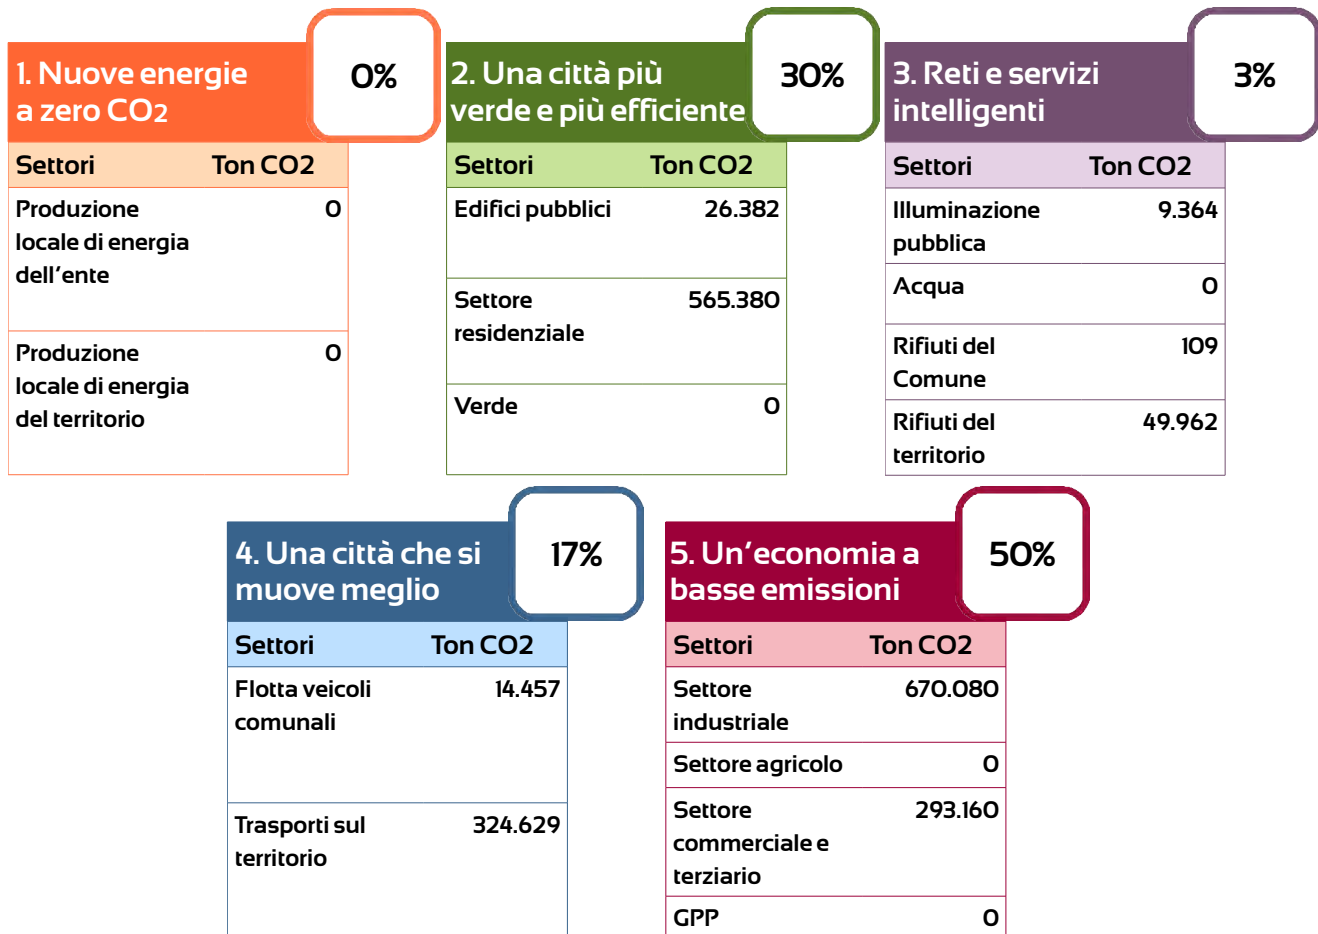 1. Nuove energie
a zero CO2
0%
Settori Ton CO2
Produzione 0
locale di energia
dell'ente
Produzione 0
locale di energia
del territorio
2. Una città più
verde e più efficiente
30%
Settori Ton CO2
Edifici pubblici 26.382
Settore 565.380
residenziale
Verde 0
3. Reti e servizi
intelligenti
3%
Settori Ton CO2
Illuminazione 9.364
pubblica
Acqua 0
Rifiuti del 109
Comune
Rifiuti del 49.962
territorio
4. Una città che si
muove meglio
17%
Settori Ton CO2
Flotta veicoli 14.457
comunali
Trasporti sul 324.629
territorio
5. Un'economia a
basse emissioni
50%
Settori Ton CO2
Settore 670.080
industriale
Settore agricolo 0
Settore 293.160
commerciale e
terziario
GPP 0